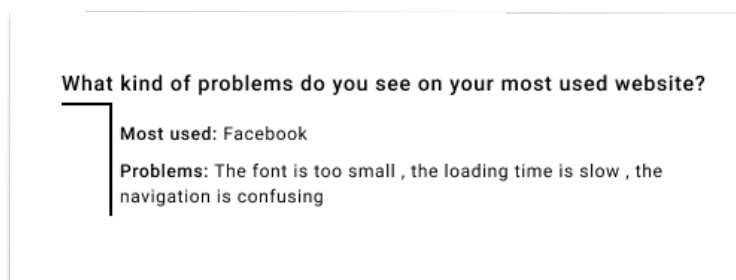 What kind of problems do you see on your most used website?
Most used: Facebook
Problems: The font is too small , the loading time is slow , the
navigation is confusing